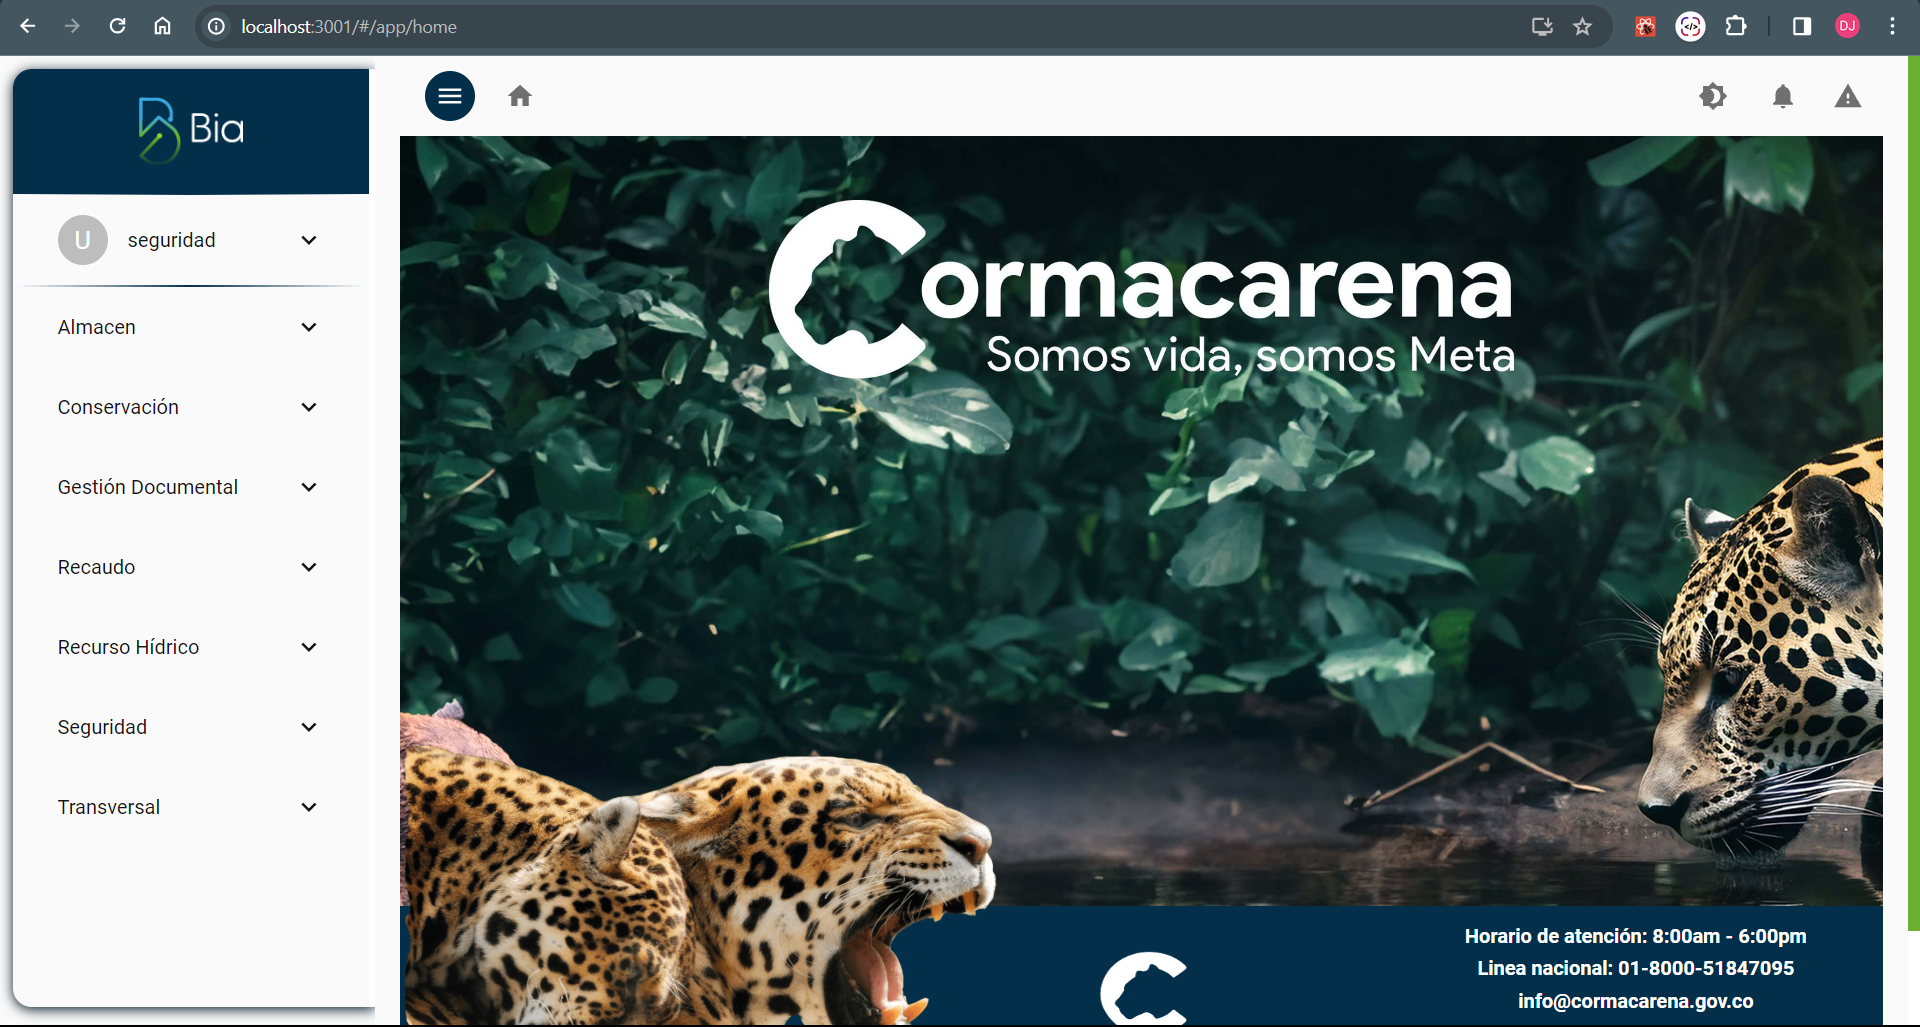 localhost:3001/#/app/home
DJ
Bia
U seguridad
Almacen
Conservación
Gestión Documental
Recaudo
Recurso Hídrico
Seguridad
Transversal
Cormacarena
Somos vida, somos Meta
Horario de atención: 8:00am - 6:00pm
Linea nacional: 01-8000-51847095
info@cormacarena.gov.co